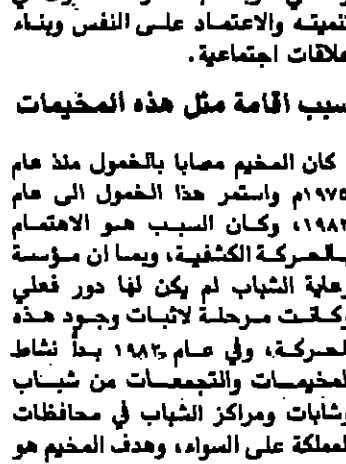 تنميته والاعتماد على النفس وبناء
علاقات اجتماعية.
سبب اقامة مثل هذه المخيمات
كان المخيم مصابا بالخمول منذ عام
١٩٧٥م واستمر هذا الخمول الى عام
١٩٨٢، وكان السبب هو الاهتمام
بالحركة الكشفية، وبما ان مؤسسة
رعاية الشباب لم يكن لها دور فعلي
وكانت مرحلة لاثبات وجود هذه
الحركة، وفي عام ١٩٨٢ بدأ نشاط
المخيمات والتجمعات من شباب
وشابات ومراكز الشباب في محافظات
المملكة على السواء، وهدف المخيم هو